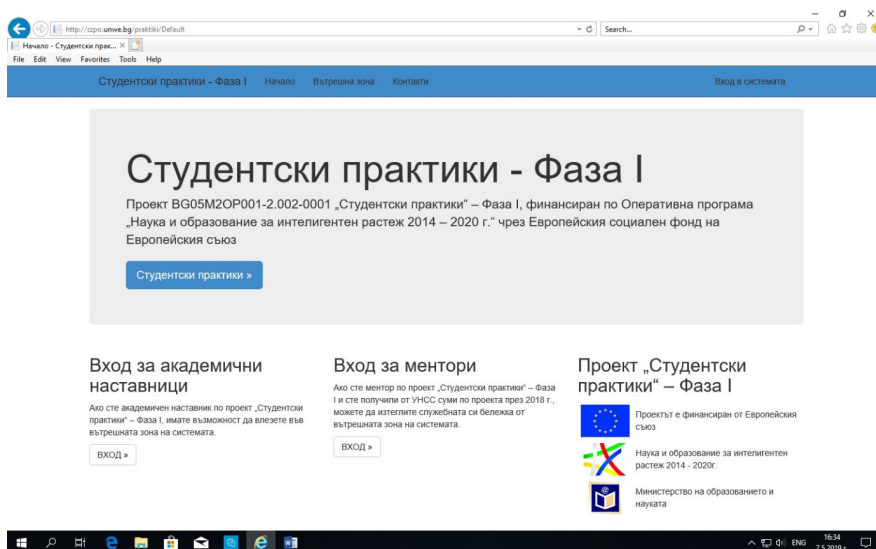 http://szpo.unwe.bg/praktiki/Default
Search...
Начало - Студентски прак...
File Edit View Favorites Tools Help
Студентски практики - Фаза I Начало Вътрешна зона Контакти Вход в системата
Студентски практики - Фаза I
Проект BG05M2OP001-2.002-0001 „Студентски практики“ – Фаза I, финансиран по Оперативна програма
„Наука и образование за интелигентен растеж 2014 – 2020 г.“ чрез Европейския социален фонд на
Европейския съюз
Студентски практики »
Вход за академични
наставници
Ако сте академичен наставник по проект „Студентски
практики“ – Фаза I, имате възможност да влезете във
вътрешната зона на системата.
ВХОД »
Вход за ментори
Ако сте ментор по проект „Студентски практики“ – Фаза
I и сте получили от УНСС суми по проекта през 2018 г.,
можете да изтеглите служебната си бележка от
вътрешната зона на системата.
ВХОД »
Проект „Студентски
практики“ – Фаза I
Проектът е финансиран от Европейския
съюз
Наука и образование за интелигентен
растеж 2014 - 2020г.
Министерство на образованието и
науката
ENG
16:34
7.5.2019 г.